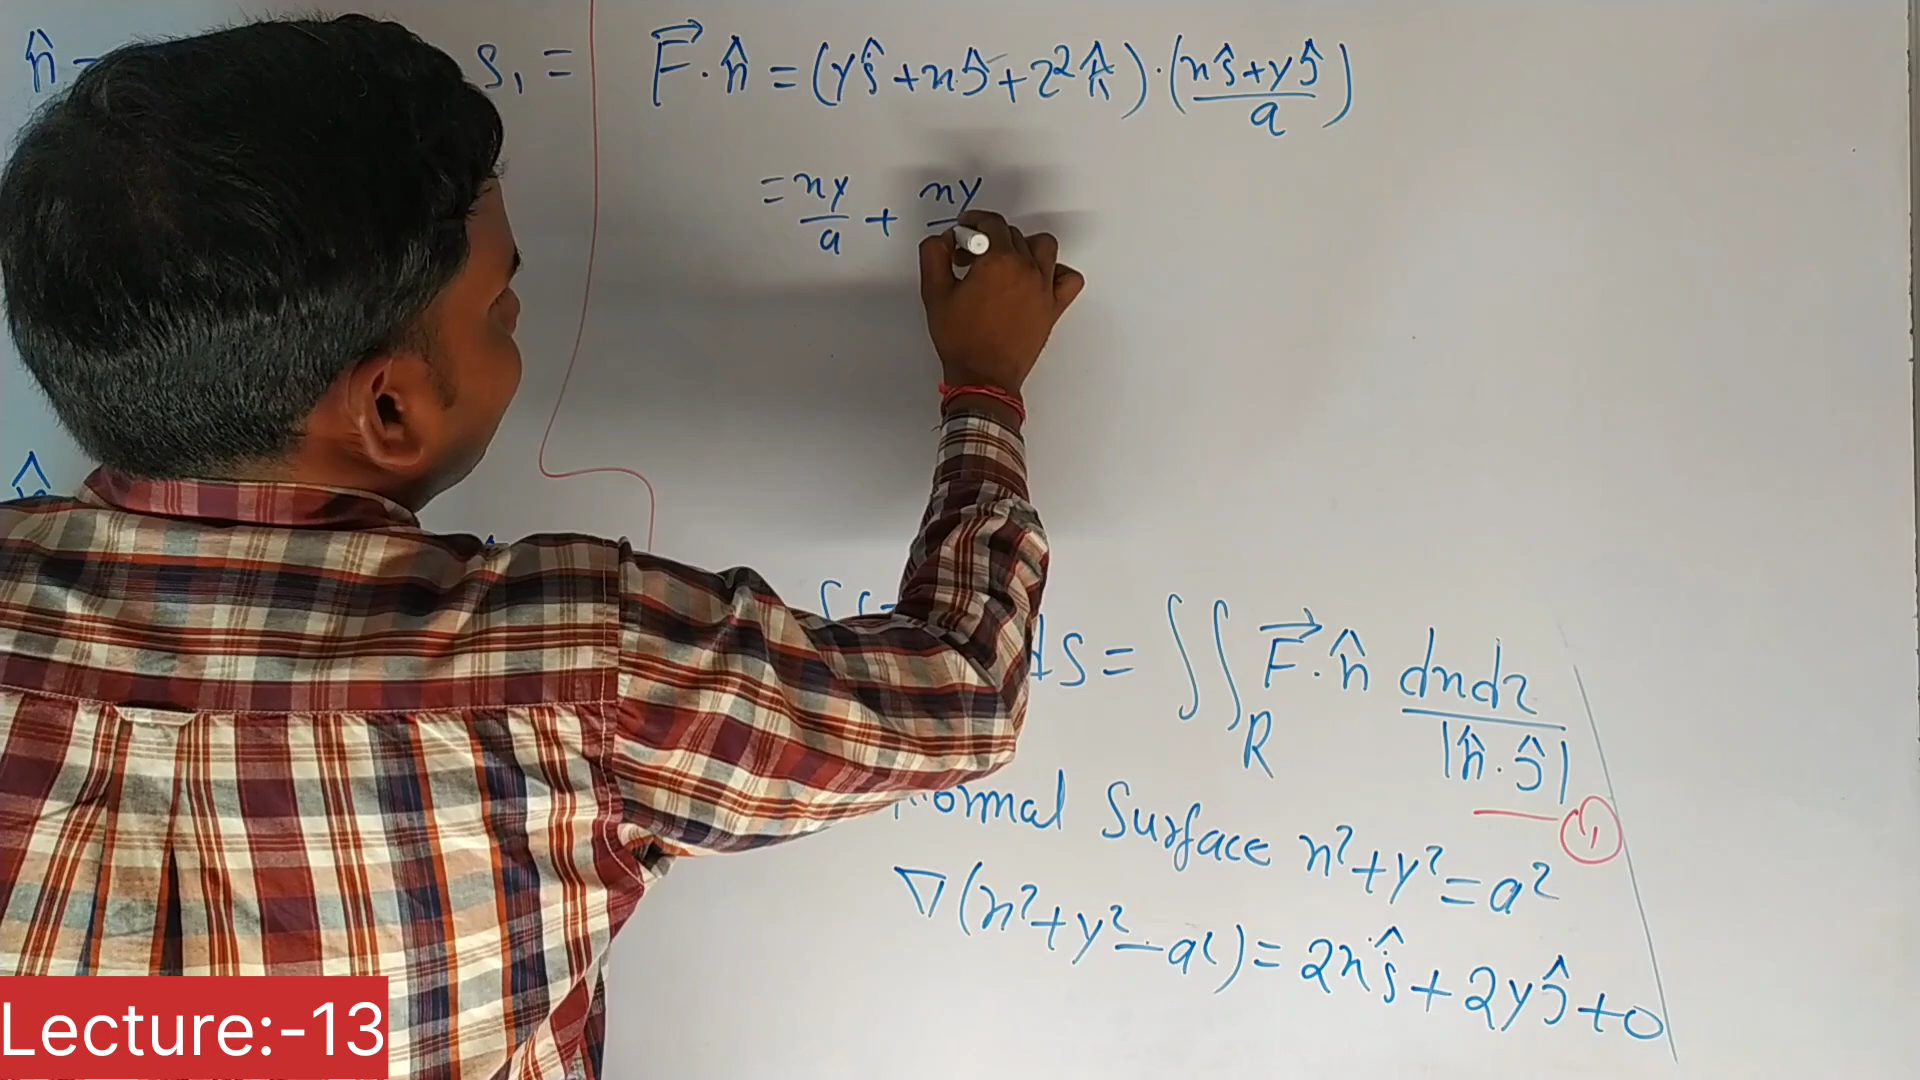 n̂ =
S₁ =
F⃗·n̂ = (yî + xĵ + z²k̂)·(xî + yĵ / a)
= xy/a + xy
n̂
∬ dS = ∬_R F⃗·n̂ dxdz / |n̂·ĵ|
①
Normal Surface x² + y² = a²
∇(x² + y² − a²) = 2xî + 2yĵ + 0
Lecture:-13